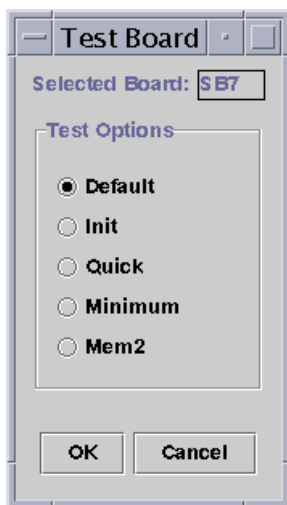 Test Board
Selected Board: SB7
Test Options
Default
Init
Quick
Minimum
Mem2
OK Cancel